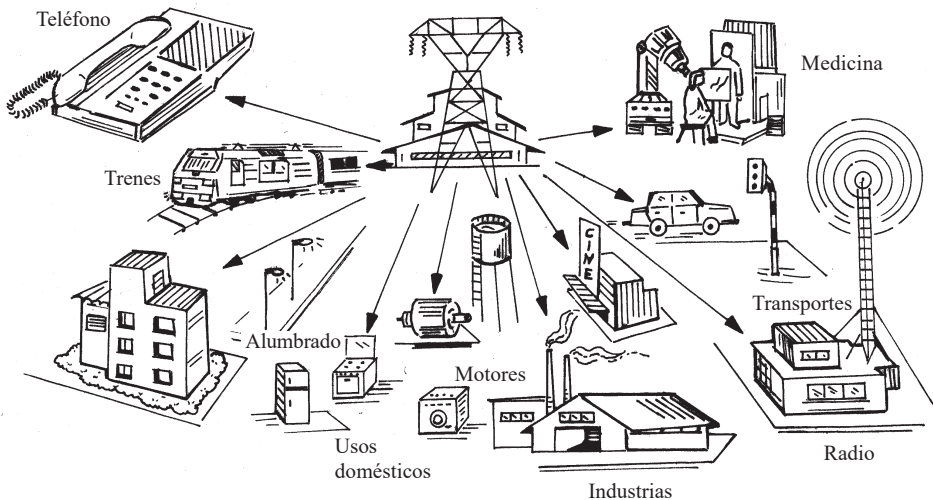 Teléfono
Medicina
Trenes
CINE
Transportes
Alumbrado
Motores
Usos
domésticos
Radio
Industrias